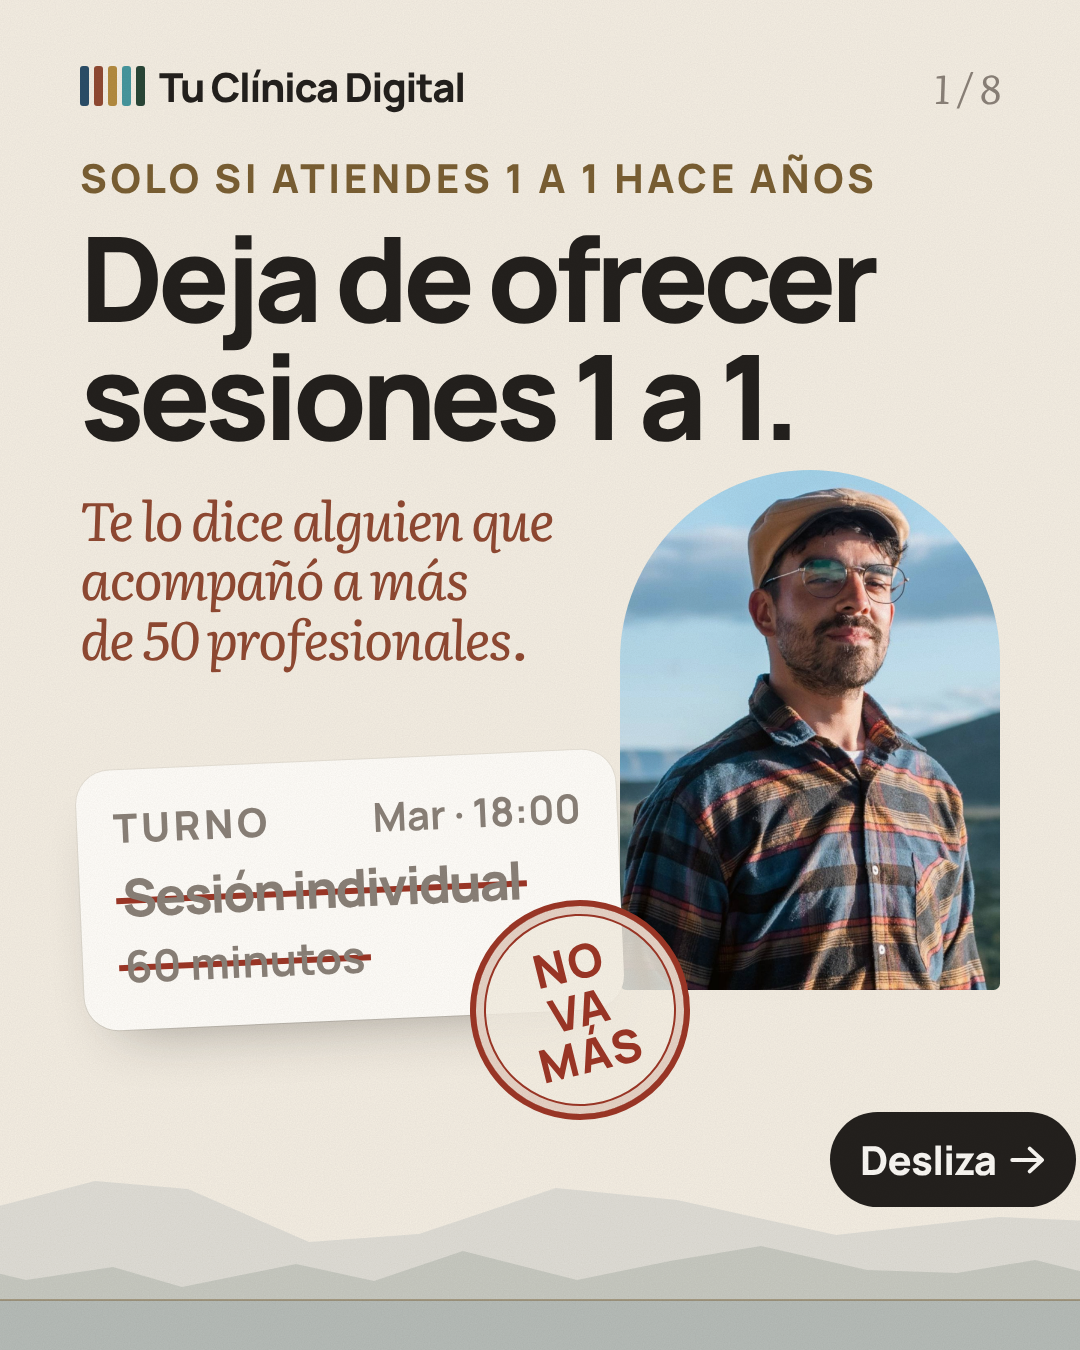 Tu Clínica Digital
1/8
SOLO SI ATIENDES 1 A 1 HACE AÑOS
Deja de ofrecer
sesiones 1 a 1.
Te lo dice alguien que
acompañó a más
de 50 profesionales.
TURNO
Mar · 18:00
Sesión individual
60 minutos
NO
VA
MÁS
Desliza →